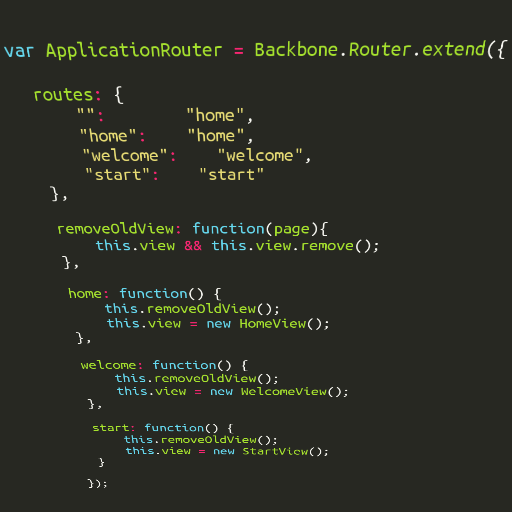 var ApplicationRouter = Backbone.Router.extend({
routes: {
"": "home",
"home": "home",
"welcome": "welcome",
"start": "start"
},
removeOldView: function(page){
this.view && this.view.remove();
},
home: function() {
this.removeOldView();
this.view = new HomeView();
},
welcome: function() {
this.removeOldView();
this.view = new WelcomeView();
},
start: function() {
this.removeOldView();
this.view = new StartView();
}
});